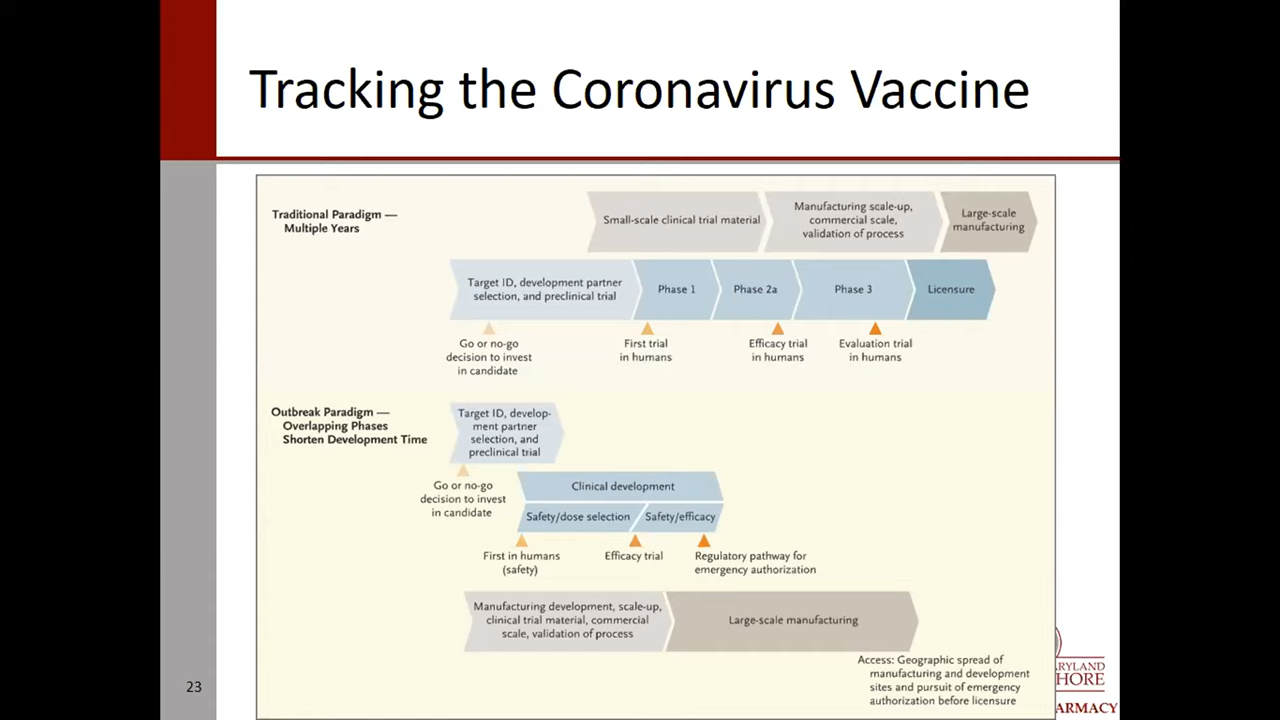 Tracking the Coronavirus Vaccine
Traditional Paradigm —
Multiple Years
Small-scale clinical trial material
Manufacturing scale-up,
commercial scale,
validation of process
Large-scale
manufacturing
Target ID, development partner
selection, and preclinical trial
Phase 1
Phase 2a
Phase 3
Licensure
Go or no-go
decision to invest
in candidate
First trial
in humans
Efficacy trial
in humans
Evaluation trial
in humans
Outbreak Paradigm —
Overlapping Phases
Shorten Development Time
Target ID, develop-
ment partner
selection, and
preclinical trial
Go or no-go
decision to invest
in candidate
Clinical development
Safety/dose selection
Safety/efficacy
First in humans
(safety)
Efficacy trial
Regulatory pathway for
emergency authorization
Manufacturing development, scale-up,
clinical trial material, commercial
scale, validation of process
Large-scale manufacturing
Access: Geographic spread of
manufacturing and development
sites and pursuit of emergency
authorization before licensure
23
RYLAND
HORE
ARMACY